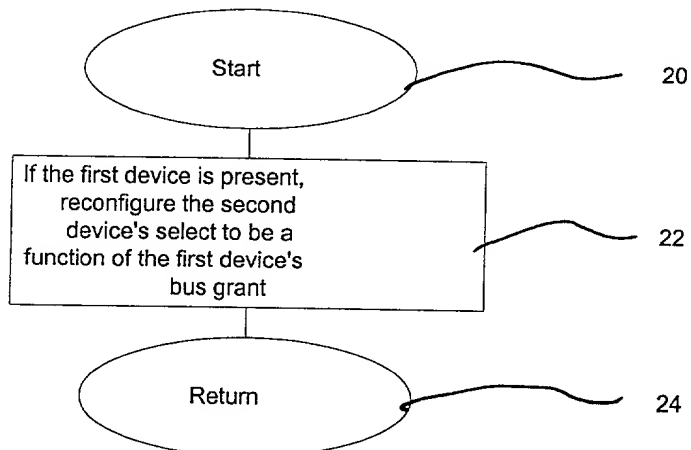 Start
20
If the first device is present,
reconfigure the second
device's select to be a
function of the first device's
bus grant
22
Return
24